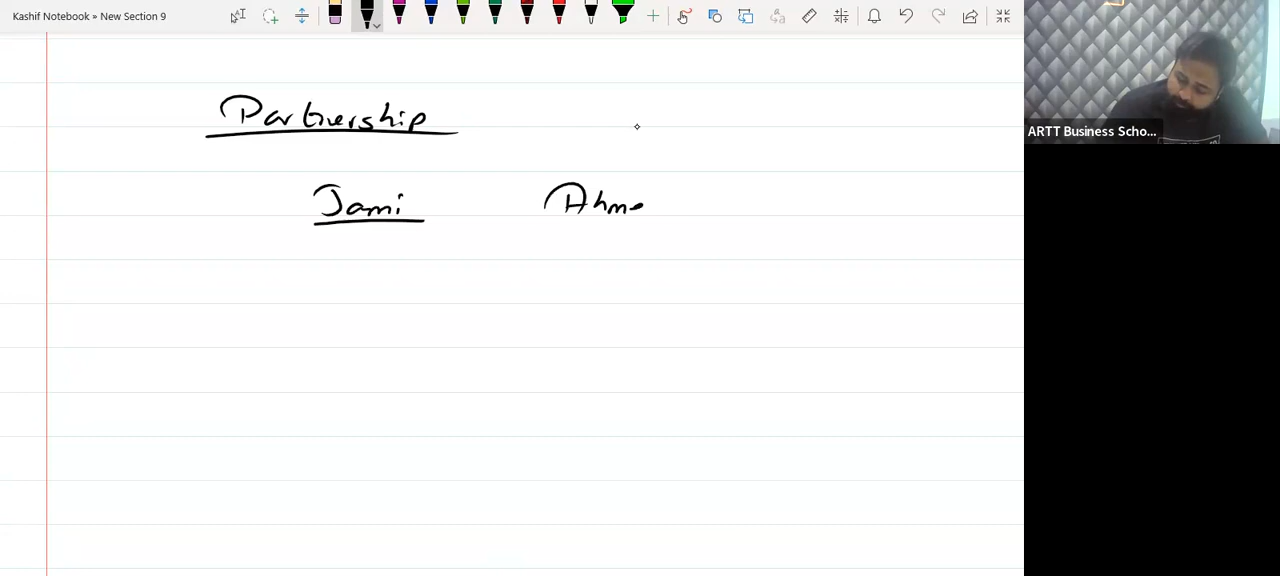 Kashif Notebook » New Section 9
Partnership
Jami Ahme
ARTT Business Scho...